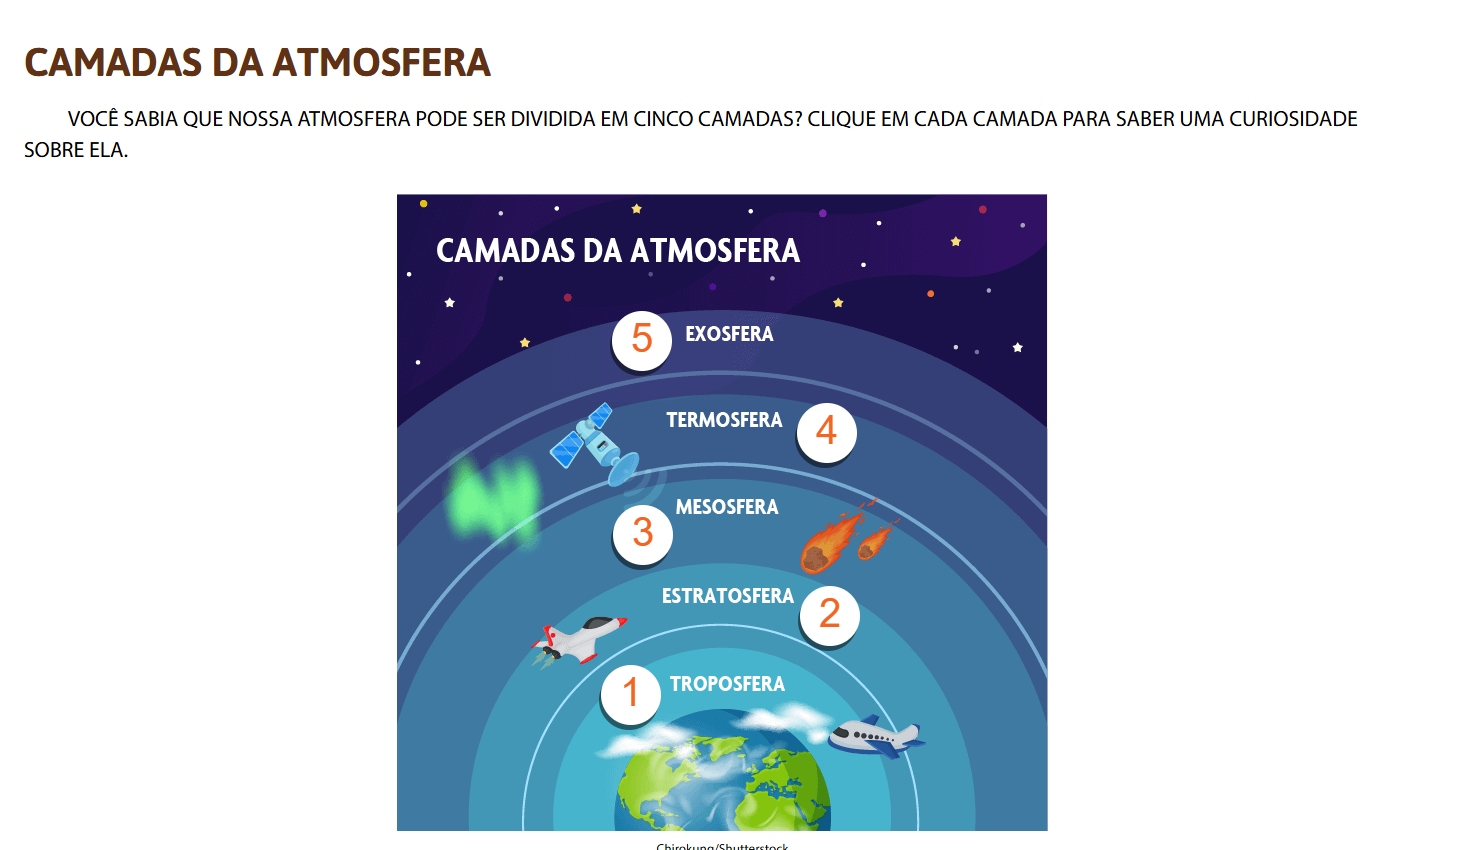 CAMADAS DA ATMOSFERA
VOCÊ SABIA QUE NOSSA ATMOSFERA PODE SER DIVIDIDA EM CINCO CAMADAS? CLIQUE EM CADA CAMADA PARA SABER UMA CURIOSIDADE
SOBRE ELA.
CAMADAS DA ATMOSFERA
5 EXOSFERA
TERMOSFERA 4
MESOSFERA
3
ESTRATOSFERA 2
1 TROPOSFERA
Chirokung/Shutterstock